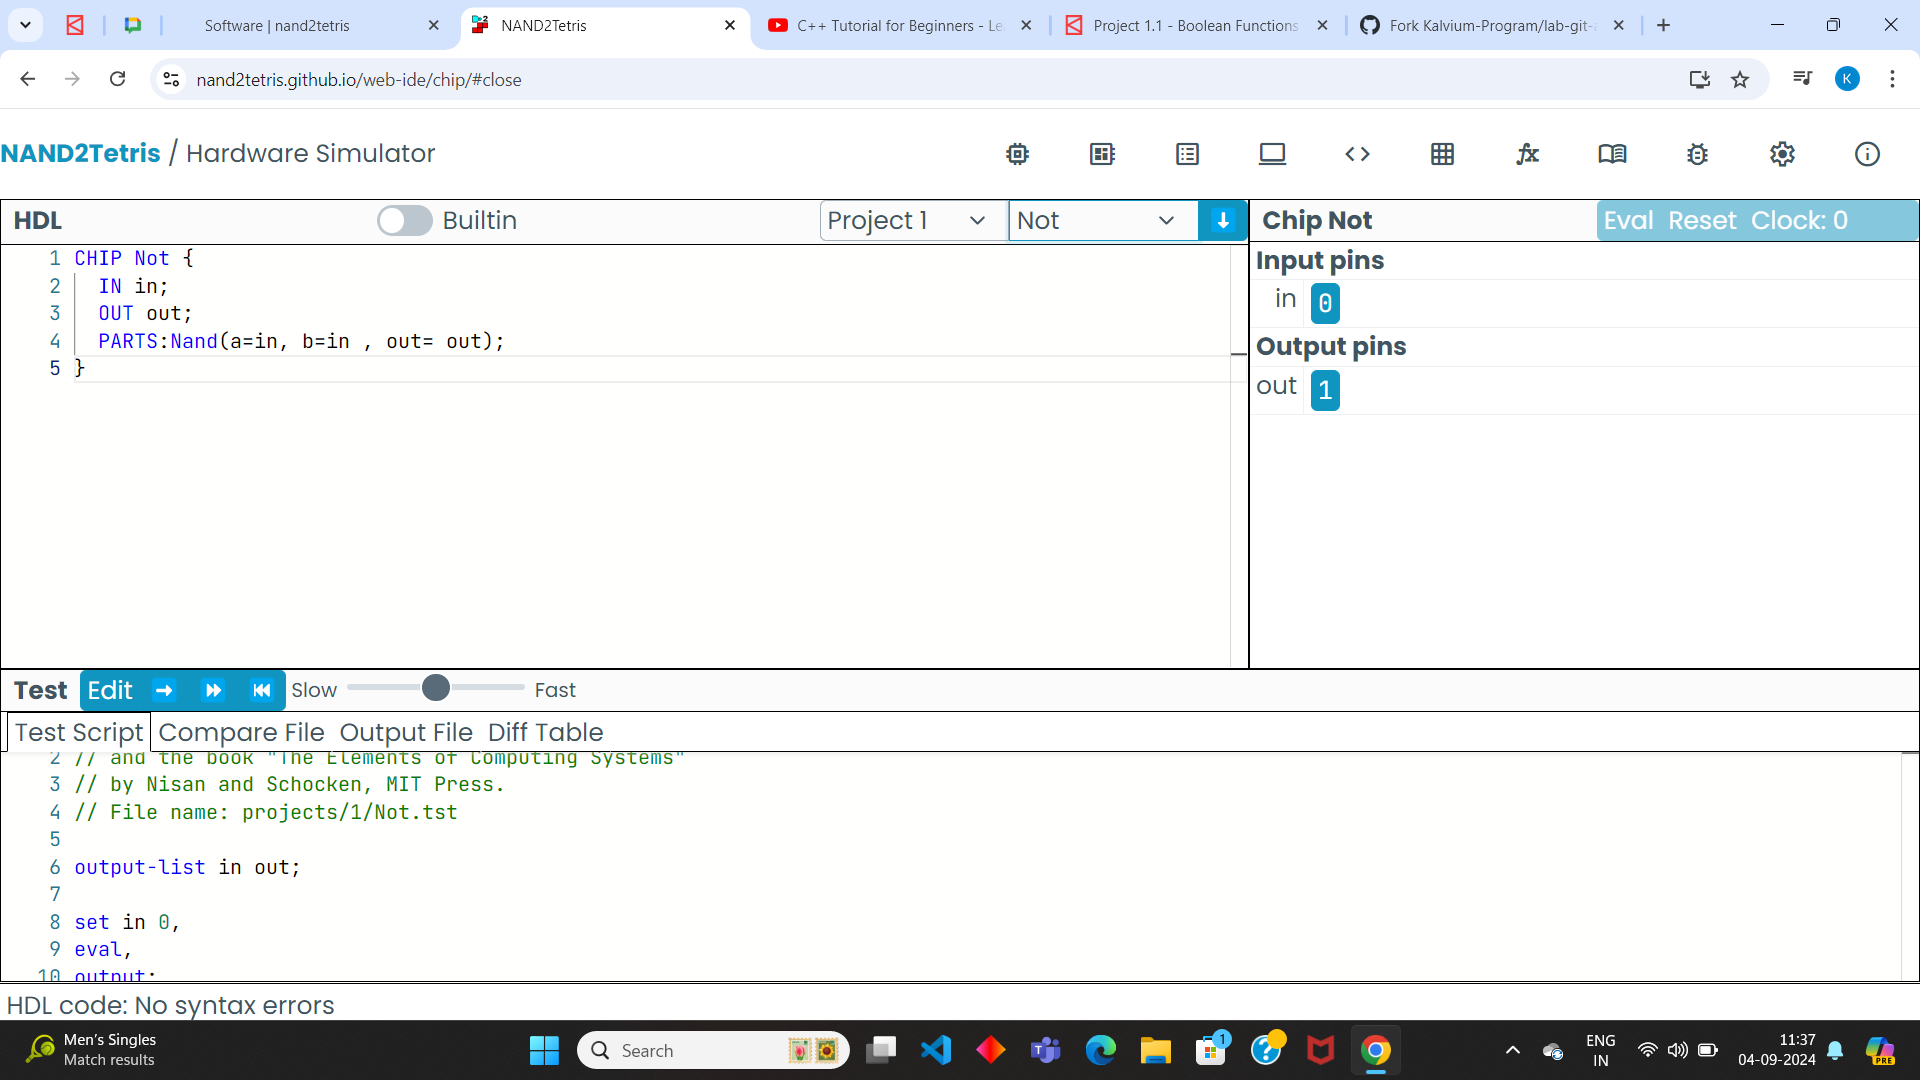 Software | nand2tetris
NAND2Tetris
C++ Tutorial for Beginners - Le
Project 1.1 - Boolean Functions
Fork Kalvium-Program/lab-git-
nand2tetris.github.io/web-ide/chip/#close
K
NAND2Tetris / Hardware Simulator
HDL
Builtin
Project 1
Not
Chip Not
Eval Reset Clock: 0
1 CHIP Not {
2 IN in;
3 OUT out;
4 PARTS:Nand(a=in, b=in , out= out);
5 }
Input pins
in 0
Output pins
out 1
Test Edit Slow Fast
Test Script Compare File Output File Diff Table
2 // and the book "The Elements of Computing Systems"
3 // by Nisan and Schocken, MIT Press.
4 // File name: projects/1/Not.tst
5
6 output-list in out;
7
8 set in 0,
9 eval,
10 output;
HDL code: No syntax errors
Men's Singles
Match results
Search
1
ENG
IN
11:37
04-09-2024
PRE